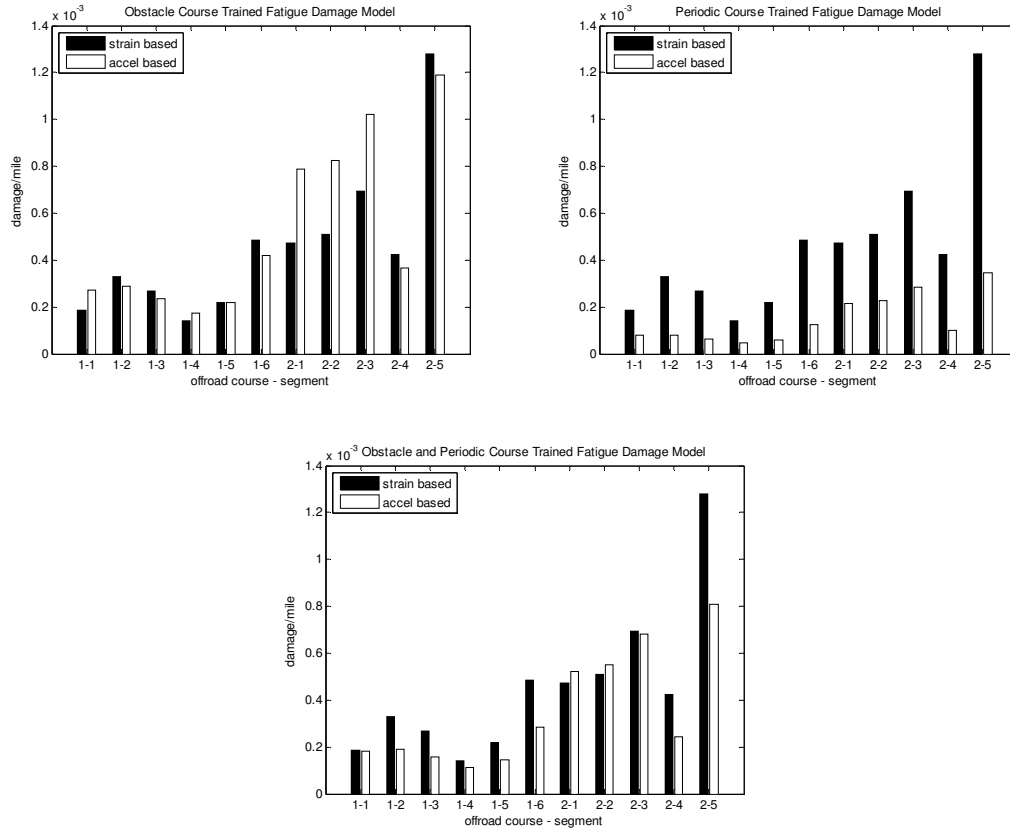 Obstacle Course Trained Fatigue Damage Model
x 10^-3
1.4
1.2
1
0.8
0.6
0.4
0.2
0
damage/mile
strain based
accel based
1-1 1-2 1-3 1-4 1-5 1-6 2-1 2-2 2-3 2-4 2-5
offroad course - segment
Periodic Course Trained Fatigue Damage Model
x 10^-3
1.4
1.2
1
0.8
0.6
0.4
0.2
0
damage/mile
strain based
accel based
1-1 1-2 1-3 1-4 1-5 1-6 2-1 2-2 2-3 2-4 2-5
offroad course - segment
Obstacle and Periodic Course Trained Fatigue Damage Model
x 10^-3
1.4
1.2
1
0.8
0.6
0.4
0.2
0
damage/mile
strain based
accel based
1-1 1-2 1-3 1-4 1-5 1-6 2-1 2-2 2-3 2-4 2-5
offroad course - segment